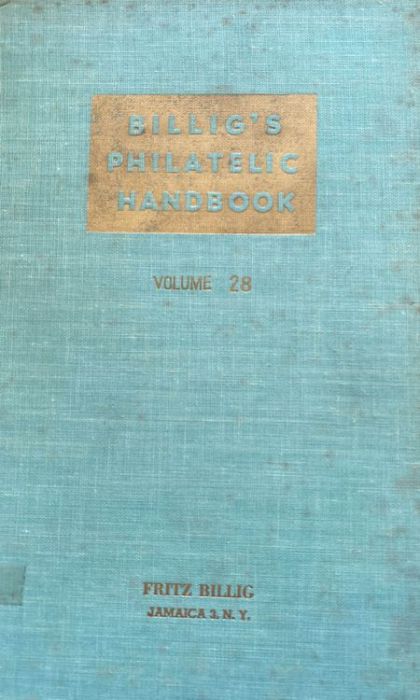 BILLIG'S
PHILATELIC
HANDBOOK
VOLUME 28
FRITZ BILLIG
JAMAICA 3, N. Y.